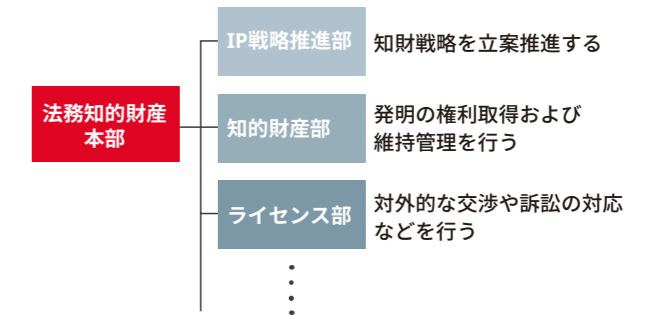 IP戦略推進部
知財戦略を立案推進する
法務知的財産
本部
知的財産部
発明の権利取得および
維持管理を行う
ライセンス部
対外的な交渉や訴訟の対応
などを行う